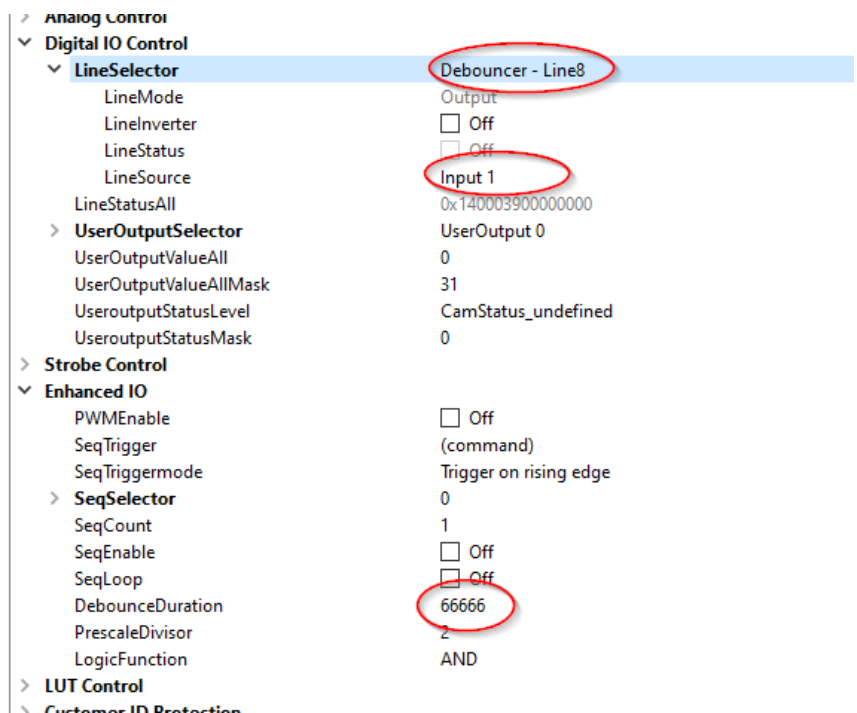 Analog Control
Digital IO Control
LineSelector Debouncer - Line8
LineMode Output
LineInverter Off
LineStatus Off
LineSource Input 1
LineStatusAll 0x140003900000000
UserOutputSelector UserOutput 0
UserOutputValueAll 0
UserOutputValueAllMask 31
UseroutputStatusLevel CamStatus_undefined
UseroutputStatusMask 0
Strobe Control
Enhanced IO
PWMEnable Off
SeqTrigger (command)
SeqTriggermode Trigger on rising edge
SeqSelector 0
SeqCount 1
SeqEnable Off
SeqLoop Off
DebounceDuration 66666
PrescaleDivisor 2
LogicFunction AND
LUT Control
Customer ID Protection